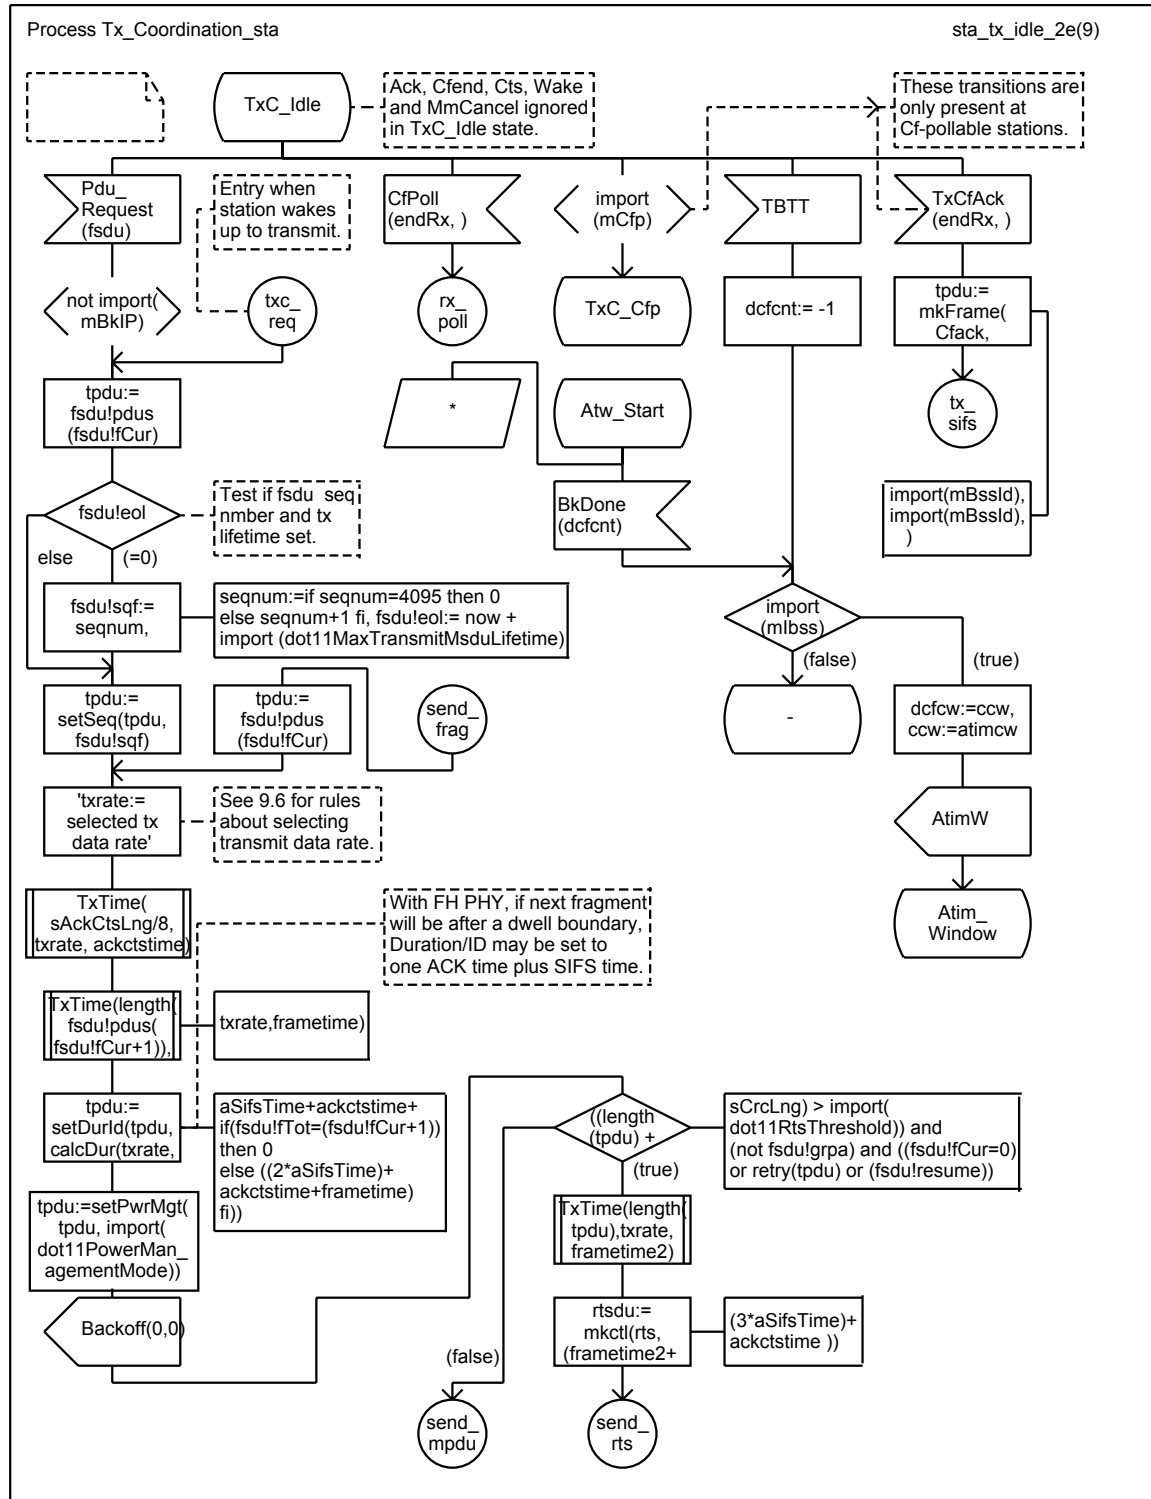 Process Tx_Coordination_sta
sta_tx_idle_2e(9)
TxC_Idle
Ack, Cfend, Cts, Wake
and MmCancel ignored
in TxC_Idle state.
These transitions are
only present at
Cf-pollable stations.
Pdu_
Request
(fsdu)
Entry when
station wakes
up to transmit.
CfPoll
(endRx, )
import
(mCfp)
TBTT
TxCfAck
(endRx, )
not import(
mBkIP)
txc_
req
rx_
poll
TxC_Cfp
dcfcnt:= -1
tpdu:=
mkFrame(
Cfack,
tpdu:=
fsdu!pdus
(fsdu!fCur)
*
Atw_Start
tx_
sifs
fsdu!eol
Test if fsdu seq
nmber and tx
lifetime set.
BkDone
(dcfcnt)
import(mBssId),
import(mBssId),
)
else
(=0)
fsdu!sqf:=
seqnum,
seqnum:=if seqnum=4095 then 0
else seqnum+1 fi, fsdu!eol:= now +
import (dot11MaxTransmitMsduLifetime)
import
(mIbss)
(false)
(true)
tpdu:=
setSeq(tpdu,
fsdu!sqf)
tpdu:=
fsdu!pdus
(fsdu!fCur)
send_
frag
-
dcfcw:=ccw,
ccw:=atimcw
'txrate:=
selected tx
data rate'
See 9.6 for rules
about selecting
transmit data rate.
AtimW
TxTime(
sAckCtsLng/8,
txrate, ackctstime)
With FH PHY, if next fragment
will be after a dwell boundary,
Duration/ID may be set to
one ACK time plus SIFS time.
Atim_
Window
TxTime(length(
fsdu!pdus(
fsdu!fCur+1)),
txrate,frametime)
tpdu:=
setDurId(tpdu,
calcDur(txrate,
aSifsTime+ackctstime+
if(fsdu!fTot=(fsdu!fCur+1))
then 0
else ((2*aSifsTime)+
ackctstime+frametime)
fi))
((length
(tpdu) +
sCrcLng) > import(
dot11RtsThreshold)) and
(not fsdu!grpa) and ((fsdu!fCur=0)
or retry(tpdu) or (fsdu!resume))
(true)
tpdu:=setPwrMgt(
tpdu, import(
dot11PowerMan_
agementMode))
TxTime(length(
tpdu),txrate,
frametime2)
Backoff(0,0)
rtsdu:=
mkctl(rts,
(frametime2+
(3*aSifsTime)+
ackctstime ))
(false)
send_
mpdu
send_
rts